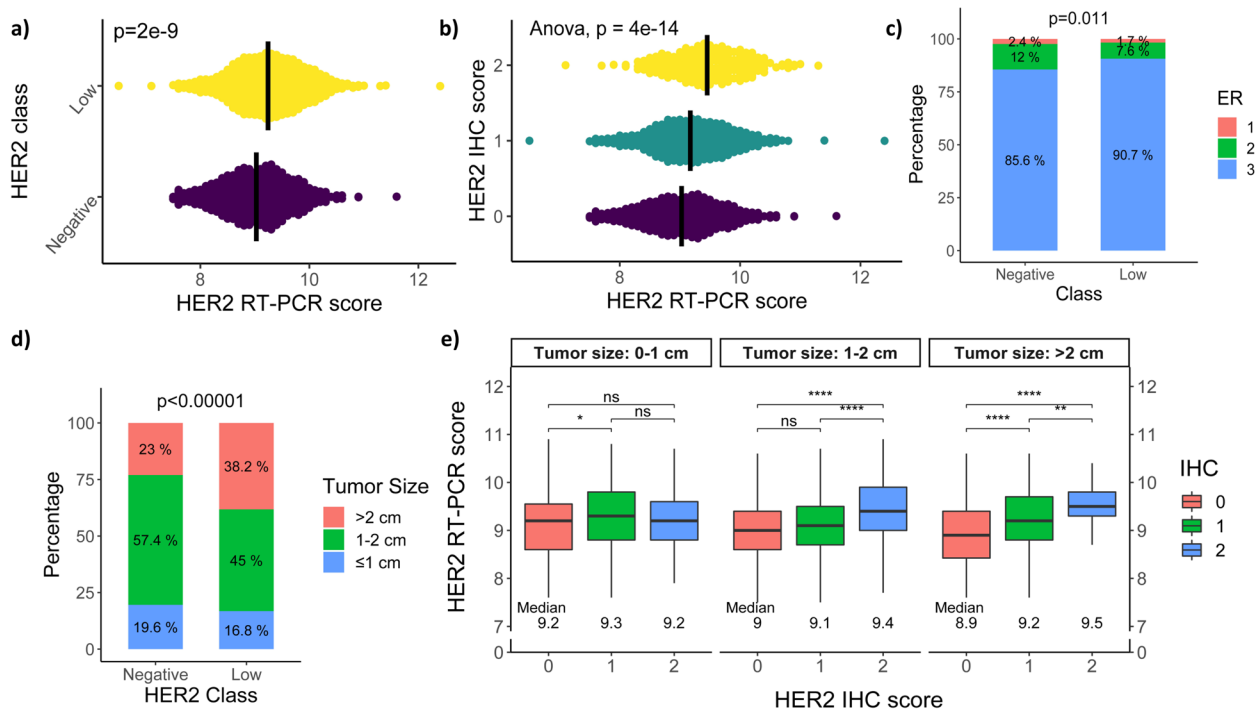 a)
p=2e-9
HER2 class
Low
Negative
8
10
12
HER2 RT-PCR score
b)
Anova, p = 4e-14
HER2 IHC score
2
1
0
8
10
12
HER2 RT-PCR score
c)
p=0.011
Percentage
100
75
50
25
0
2.4 %
12 %
85.6 %
1.7 %
7.6 %
90.7 %
Negative
Low
Class
ER
1
2
3
d)
p<0.00001
Percentage
100
75
50
25
0
23 %
57.4 %
19.6 %
38.2 %
45 %
16.8 %
Negative
Low
HER2 Class
Tumor Size
>2 cm
1-2 cm
≤1 cm
e)
Tumor size: 0-1 cm
Tumor size: 1-2 cm
Tumor size: >2 cm
HER2 RT-PCR score
12
11
10
9
8
7
0
ns
* ns
Median
9.2 9.3 9.2
0 1 2
****
ns ****
Median
9 9.1 9.4
0 1 2
****
**** **
Median
8.9 9.2 9.5
0 1 2
12
11
10
9
8
7
0
HER2 IHC score
IHC
0
1
2